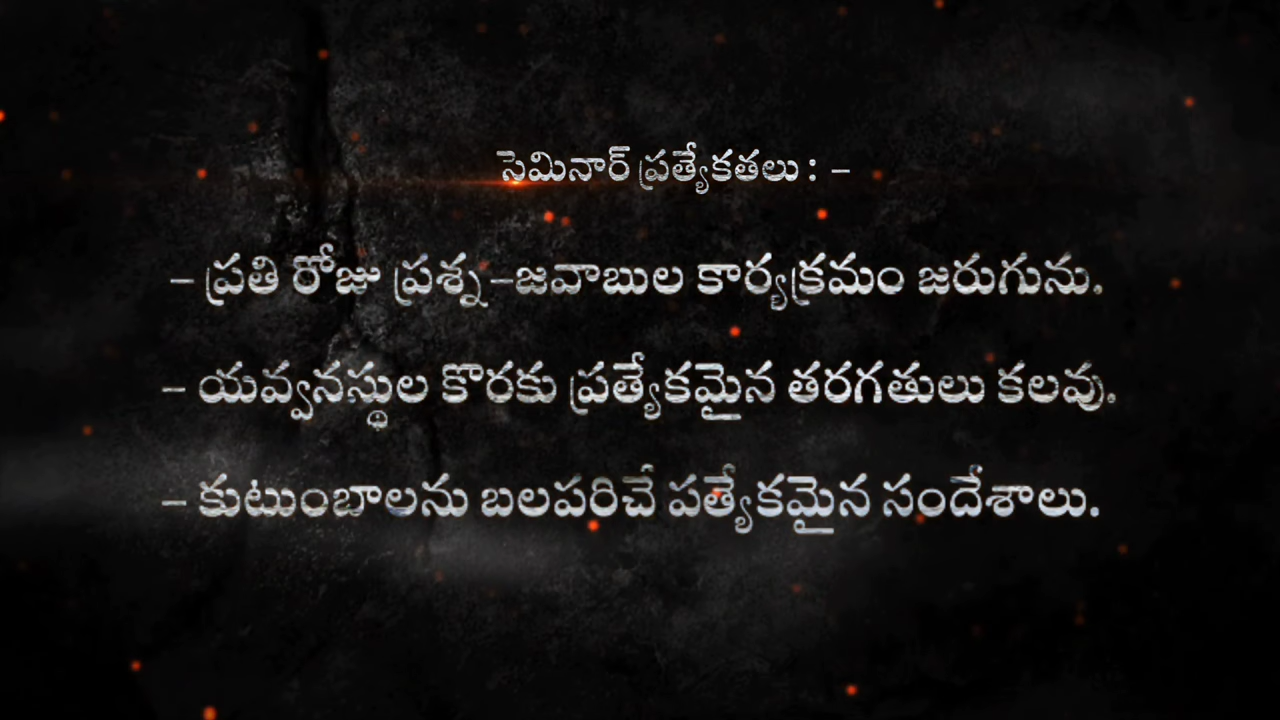 సెమినార్ ప్రత్యేకతలు : –
– ప్రతి రోజు ప్రశ్న –జవాబుల కార్యక్రమం జరుగును.
– యవ్వనస్థుల కొరకు ప్రత్యేకమైన తరగతులు కలవు.
– కుటుంబాలను బలపరిచే పత్యేకమైన సందేశాలు.